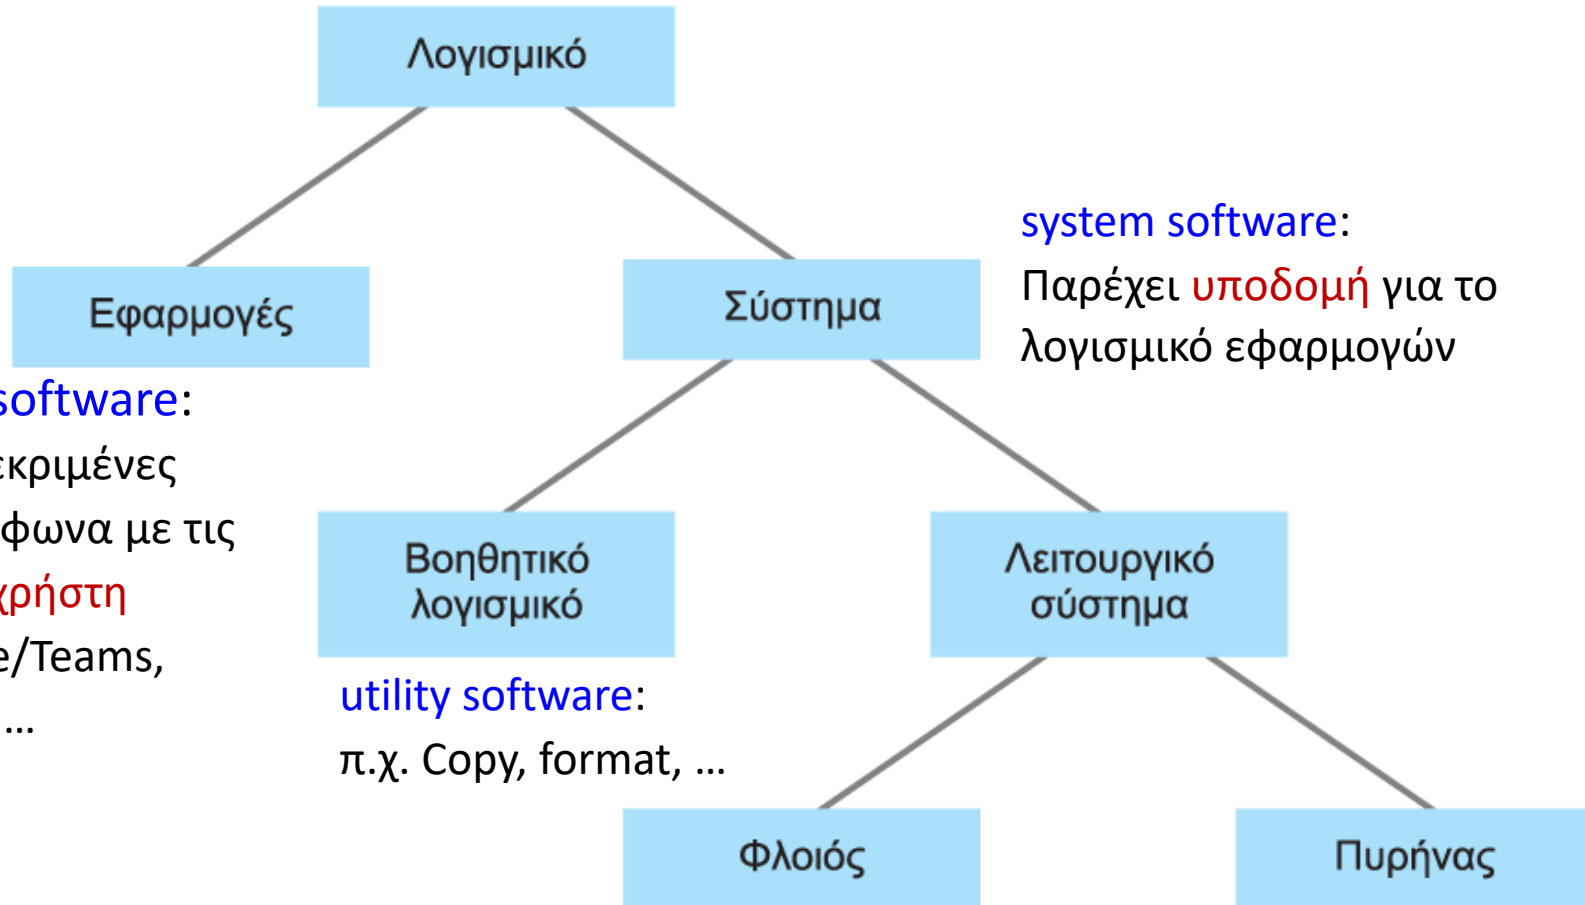 Λογισμικό
Εφαρμογές
Σύστημα
system software:
Παρέχει υποδομή για το
λογισμικό εφαρμογών
software:
φωνα με τις
χρήστη
e/Teams,
...
Βοηθητικό
λογισμικό
utility software:
π.χ. Copy, format, ...
Λειτουργικό
σύστημα
Φλοιός
Πυρήνας